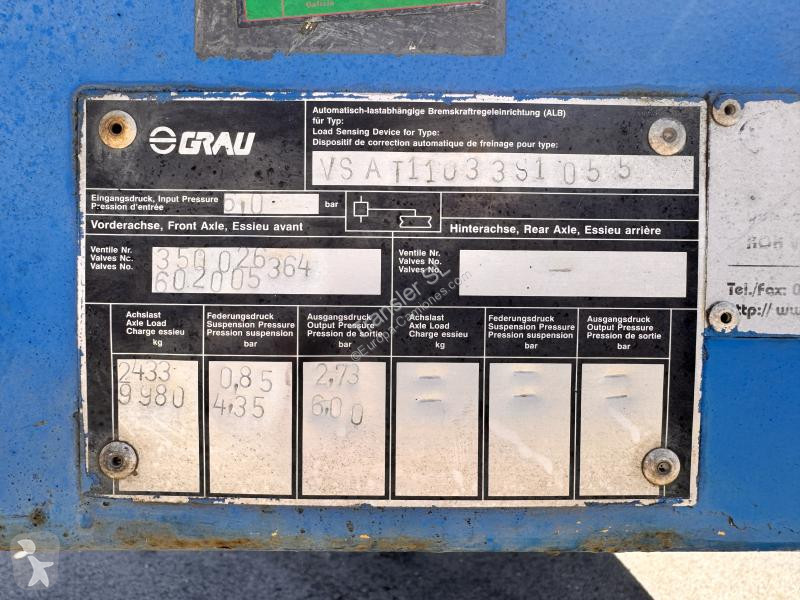 Galicia
GRAU
Automatisch-lastabhängige Bremskraftregeleinrichtung (ALB)
für Typ:
Load Sensing Device for Type:
Dispositif de correction automatique de freinage pour type:
VSAT1103391055
Eingangsdruck, Input Pressure
Pression d'entrée
6,0 bar
Vorderachse, Front Axle, Essieu avant
Hinterachse, Rear Axle, Essieu arrière
Ventile Nr.
Valves No.
Valves No.
350 026 364
602005
Ventile Nr.
Valves No.
Valves No.
–
Achslast
Axle Load
Charge essieu
kg
Federungsdruck
Suspension Pressure
Pression suspension
bar
Ausgangsdruck
Output Pressure
Pression de sortie
bar
Achslast
Axle Load
Charge essieu
kg
Federungsdruck
Suspension Pressure
Pression suspension
bar
Ausgangsdruck
Output Pressure
Pression de sortie
bar
2433 0,85 2,73 – – –
9980 4,35 6,00 – – –
Tel./Fax: 0
http://ww
Cansler SL
©Europa-Camiones.com